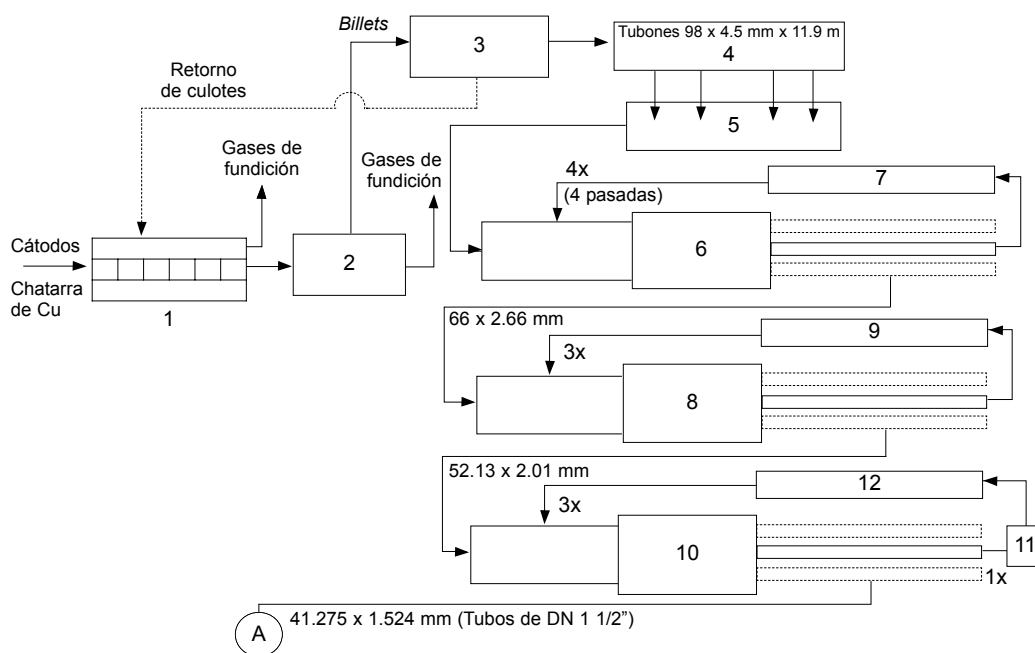 Billets
3
Tubones 98 x 4.5 mm x 11.9 m
4
Retorno
de culotes
5
Gases de
fundición
Gases de
fundición
4x
(4 pasadas)
7
Cátodos
Chatarra
de Cu
1
2
6
66 x 2.66 mm
9
3x
8
52.13 x 2.01 mm
12
3x
10
11
1x
A
41.275 x 1.524 mm (Tubos de DN 1 1/2”)